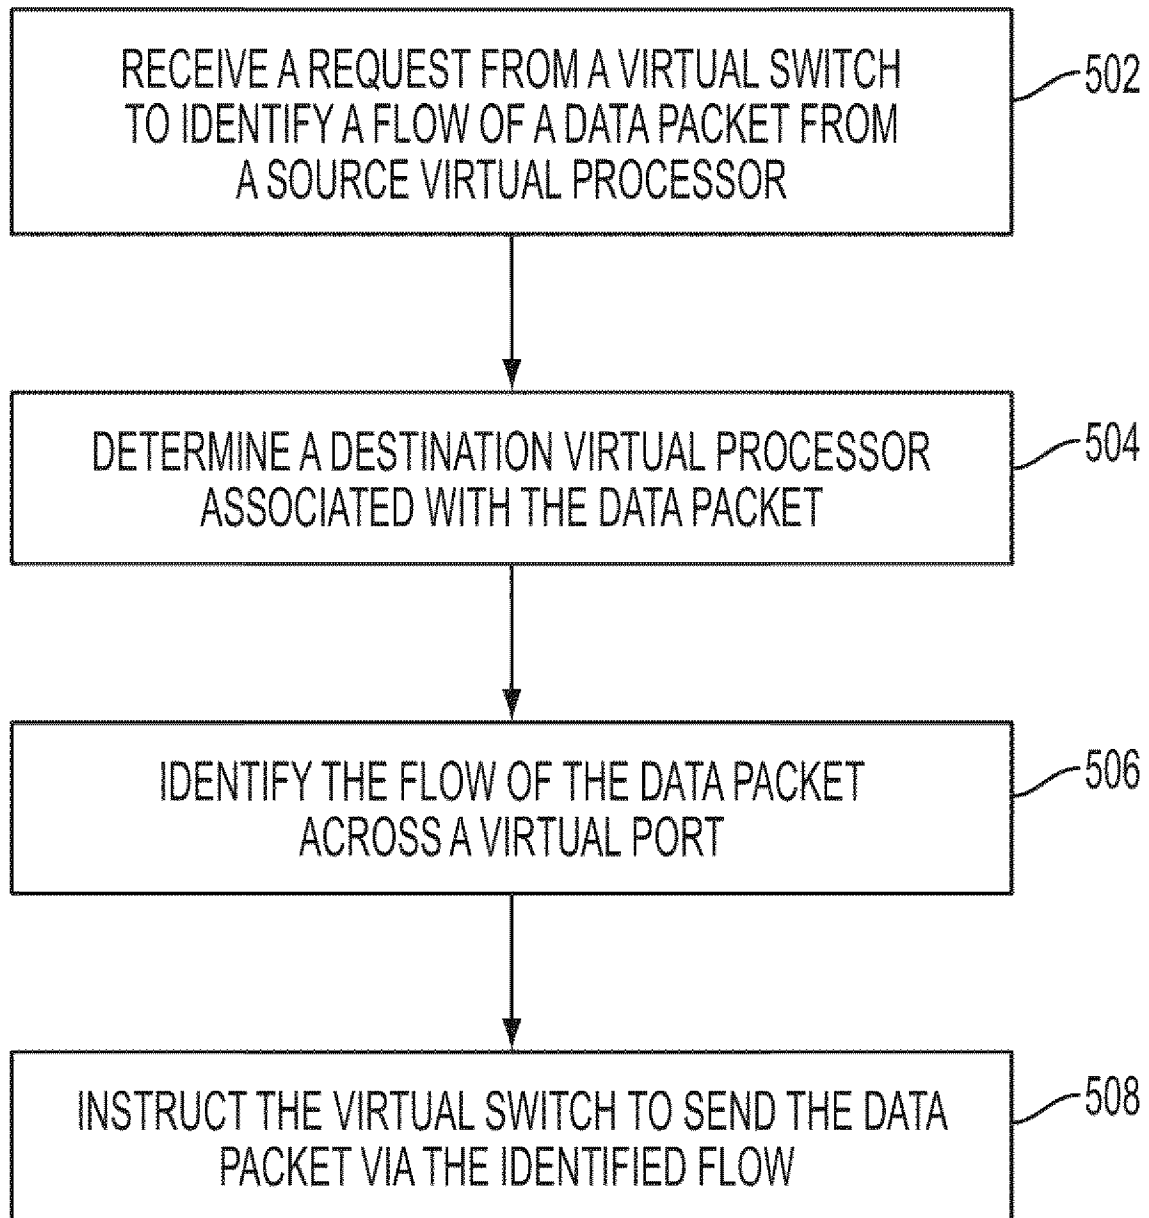 RECEIVE A REQUEST FROM A VIRTUAL SWITCH
TO IDENTIFY A FLOW OF A DATA PACKET FROM
A SOURCE VIRTUAL PROCESSOR
502
DETERMINE A DESTINATION VIRTUAL PROCESSOR
ASSOCIATED WITH THE DATA PACKET
504
IDENTIFY THE FLOW OF THE DATA PACKET
ACROSS A VIRTUAL PORT
506
INSTRUCT THE VIRTUAL SWITCH TO SEND THE DATA
PACKET VIA THE IDENTIFIED FLOW
508